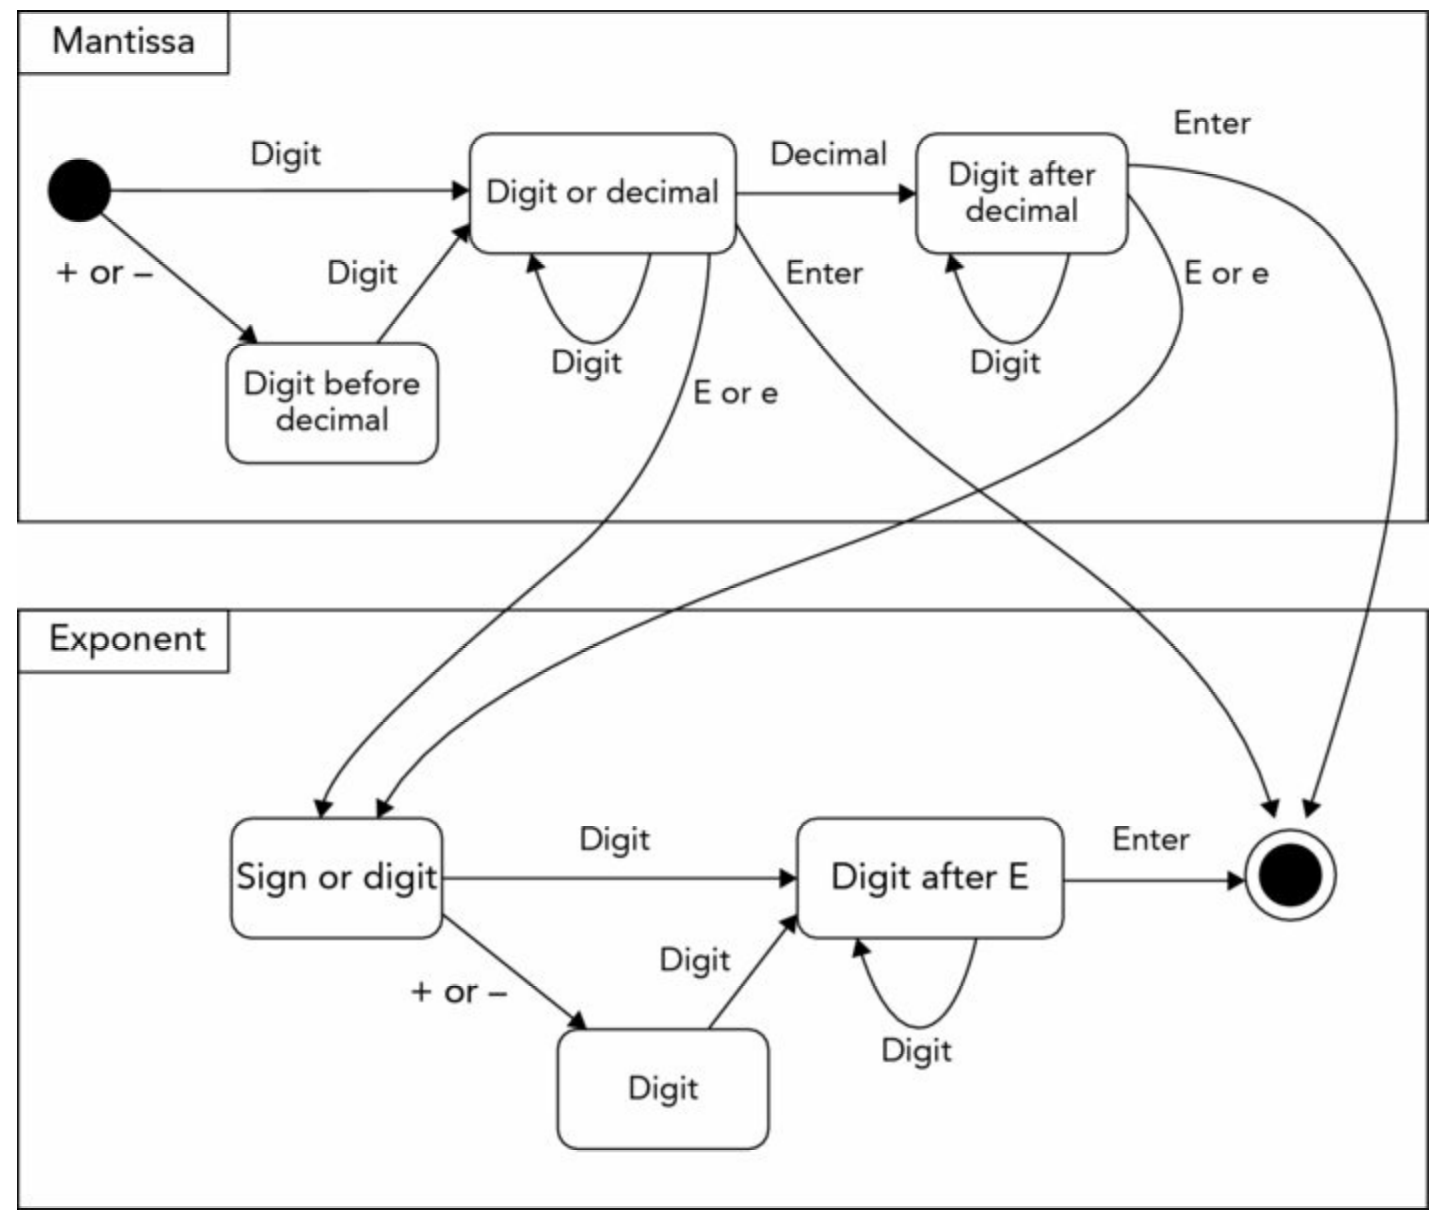 Mantissa
Enter
Digit
Decimal
Digit or decimal
Digit after
decimal
+ or –
Digit
Enter
E or e
Digit
Digit
Digit before
decimal
E or e
Exponent
Digit
Enter
Sign or digit
Digit after E
Digit
+ or –
Digit
Digit